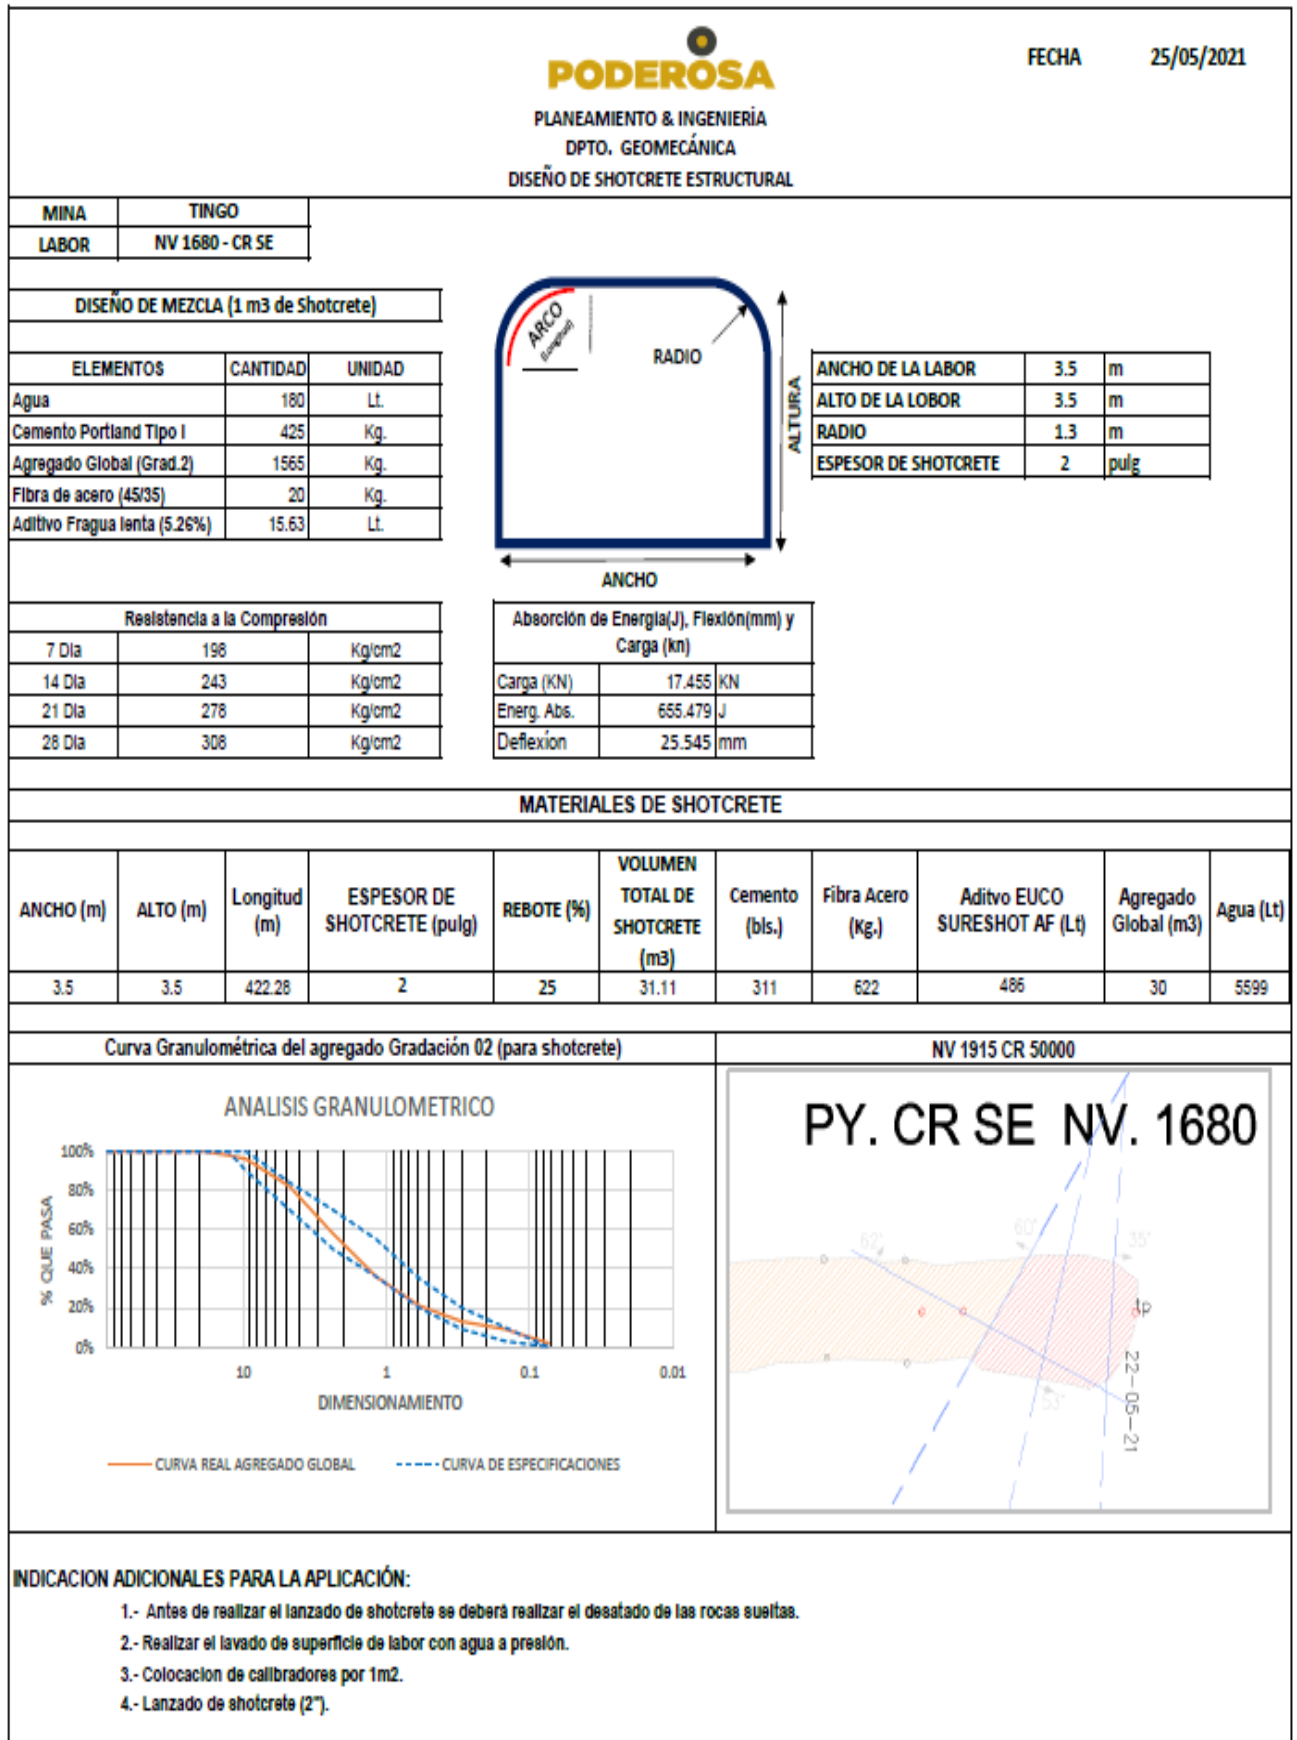 PODEROSA
FECHA 25/05/2021
PLANEAMIENTO & INGENIERÍA
DPTO. GEOMECÁNICA
DISEÑO DE SHOTCRETE ESTRUCTURAL
MINA TINGO
LABOR NV 1680 - CR SE
DISEÑO DE MEZCLA (1 m3 de Shotcrete)
ELEMENTOS CANTIDAD UNIDAD
Agua 180 Lt.
Cemento Portland Tipo I 425 Kg.
Agregado Global (Grad.2) 1565 Kg.
Fibra de acero (45/35) 20 Kg.
Aditivo Fragua lenta (5.26%) 15.63 Lt.
ARCO
(Longitud)
RADIO
ALTURA
ANCHO
ANCHO DE LA LABOR 3.5 m
ALTO DE LA LOBOR 3.5 m
RADIO 1.3 m
ESPESOR DE SHOTCRETE 2 pulg
Resistencia a la Compresión
7 Dia 198 Kg/cm2
14 Dia 243 Kg/cm2
21 Dia 278 Kg/cm2
28 Dia 308 Kg/cm2
Absorción de Energía(J), Flexión(mm) y
Carga (kn)
Carga (KN) 17.455 KN
Energ. Abs. 655.479 J
Deflexíon 25.545 mm
MATERIALES DE SHOTCRETE
ANCHO (m) ALTO (m) Longitud (m) ESPESOR DE SHOTCRETE (pulg) REBOTE (%) VOLUMEN TOTAL DE SHOTCRETE (m3) Cemento (bls.) Fibra Acero (Kg.) Aditvo EUCO SURESHOT AF (Lt) Agregado Global (m3) Agua (Lt)
3.5 3.5 422.28 2 25 31.11 311 622 486 30 5599
Curva Granulométrica del agregado Gradación 02 (para shotcrete)
NV 1915 CR 50000
ANALISIS GRANULOMETRICO
% QUE PASA
100%
80%
60%
40%
20%
0%
10 1 0.1 0.01
DIMENSIONAMIENTO
CURVA REAL AGREGADO GLOBAL CURVA DE ESPECIFICACIONES
PY. CR SE NV. 1680
62°
60°
35°
53°
22-05-21
INDICACION ADICIONALES PARA LA APLICACIÓN:
1.- Antes de realizar el lanzado de shotcrete se deberá realizar el desatado de las rocas sueltas.
2.- Realizar el lavado de superficie de labor con agua a presión.
3.- Colocacion de calibradores por 1m2.
4.- Lanzado de shotcrete (2").